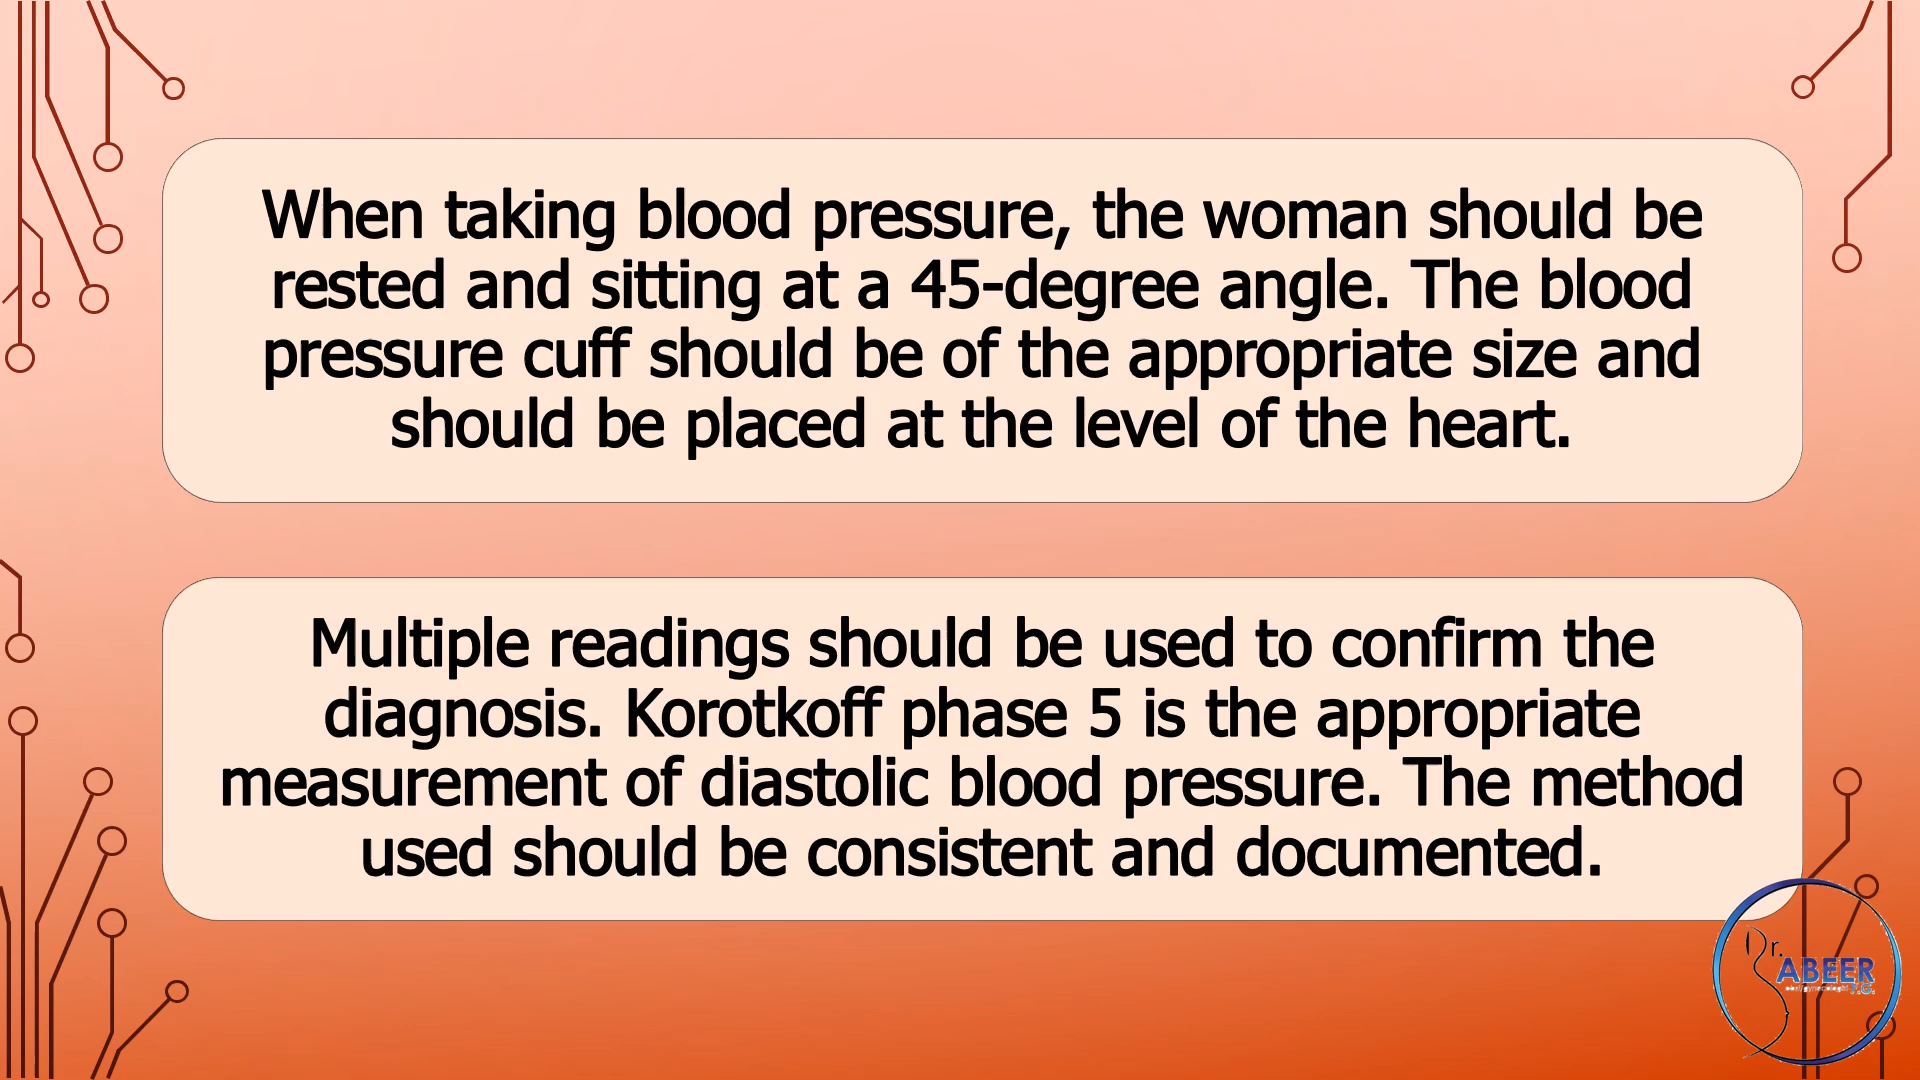 When taking blood pressure, the woman should be
rested and sitting at a 45-degree angle. The blood
pressure cuff should be of the appropriate size and
should be placed at the level of the heart.
Multiple readings should be used to confirm the
diagnosis. Korotkoff phase 5 is the appropriate
measurement of diastolic blood pressure. The method
used should be consistent and documented.
Dr.
ABEER
F.G.